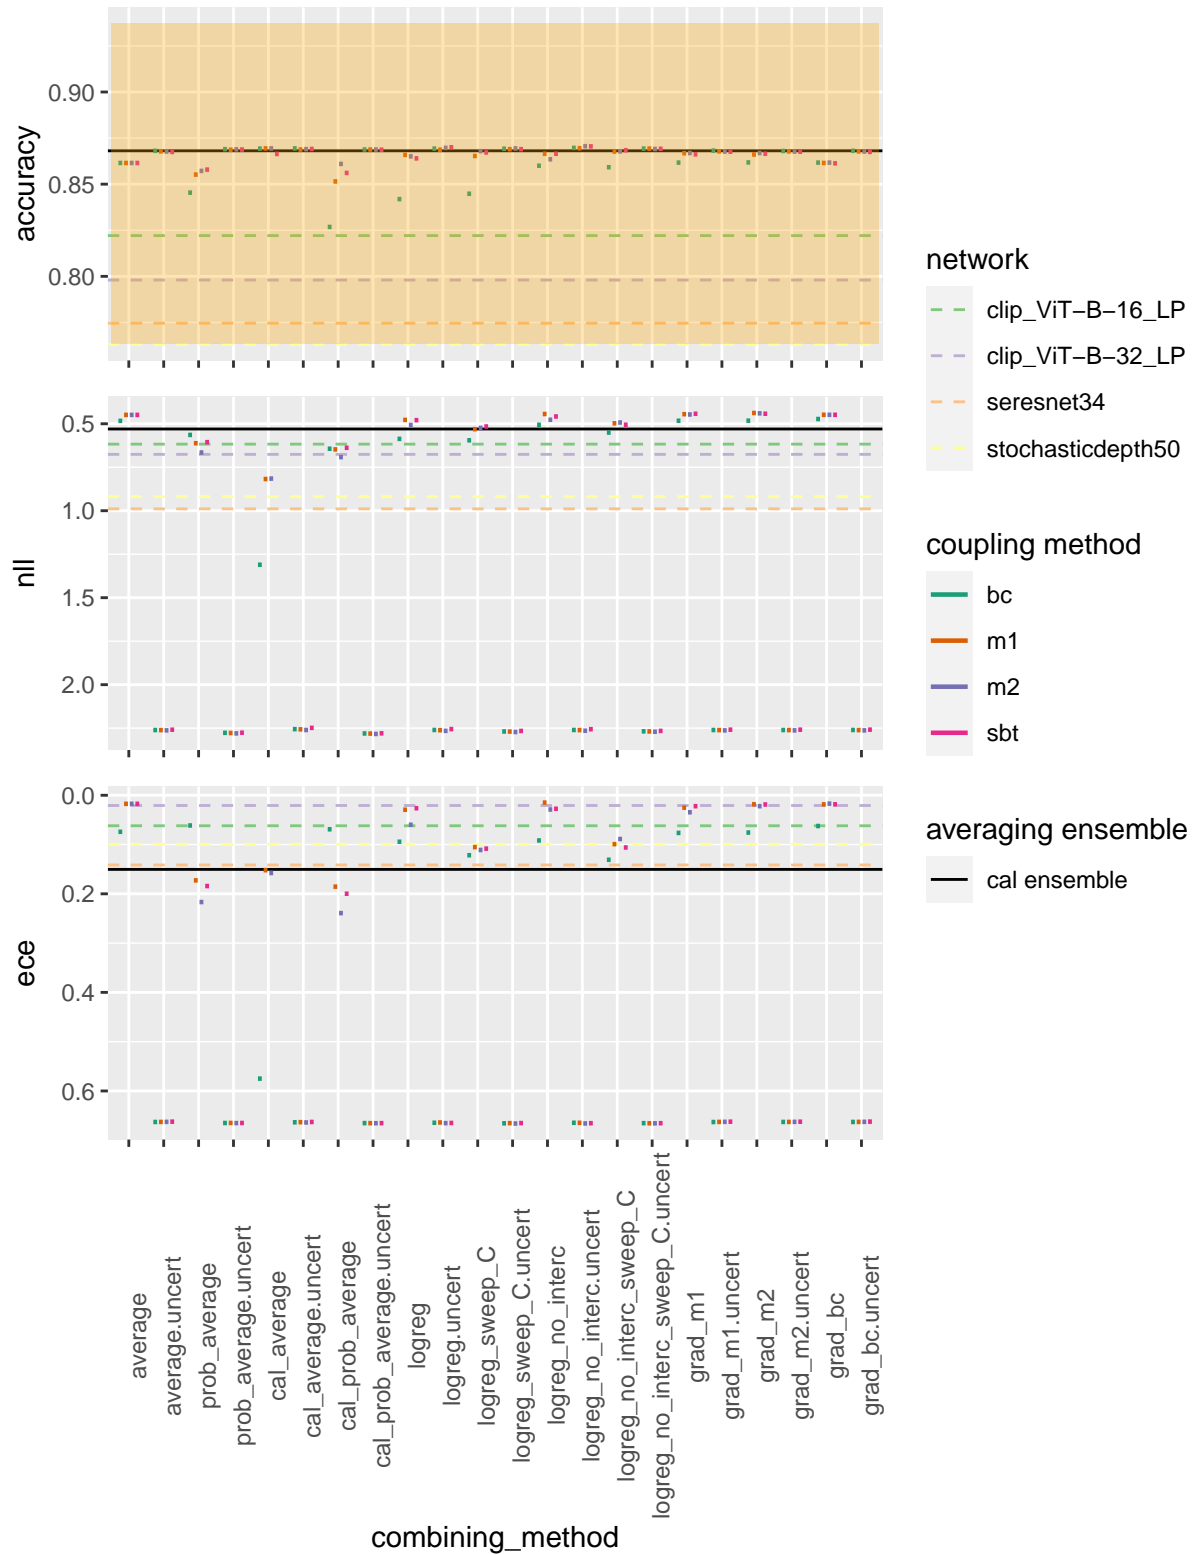 accuracy
0.90
0.85
0.80
nll
0.5
1.0
1.5
2.0
ece
0.0
0.2
0.4
0.6
average
average.uncert
prob_average
prob_average.uncert
cal_average
cal_average.uncert
cal_prob_average
cal_prob_average.uncert
logreg
logreg.uncert
logreg_sweep_C
logreg_sweep_C.uncert
logreg_no_interc
logreg_no_interc.uncert
logreg_no_interc_sweep_C
logreg_no_interc_sweep_C.uncert
grad_m1
grad_m1.uncert
grad_m2
grad_m2.uncert
grad_bc
grad_bc.uncert
combining_method
network
clip_ViT−B−16_LP
clip_ViT−B−32_LP
seresnet34
stochasticdepth50
coupling method
bc
m1
m2
sbt
averaging ensemble
cal ensemble